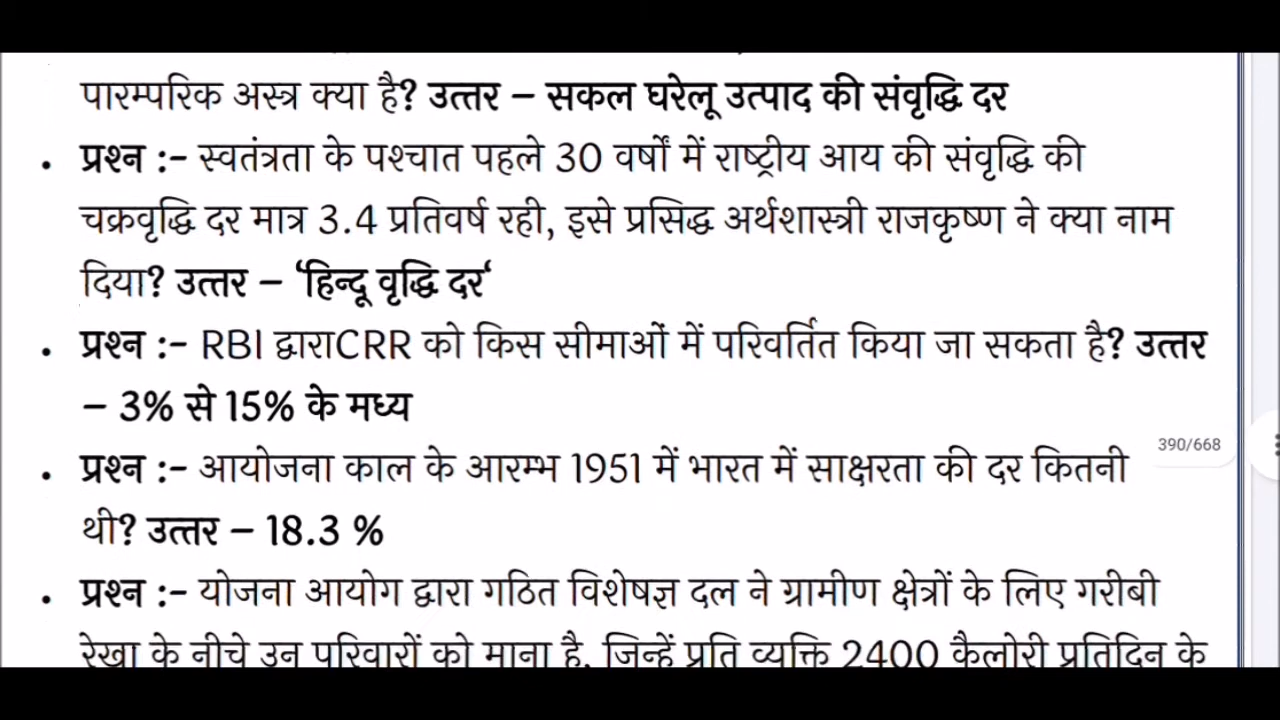 पारम्परिक अस्त्र क्या है? उत्तर – सकल घरेलू उत्पाद की संवृद्धि दर
• प्रश्न :- स्वतंत्रता के पश्चात पहले 30 वर्षों में राष्ट्रीय आय की संवृद्धि की
चक्रवृद्धि दर मात्र 3.4 प्रतिवर्ष रही, इसे प्रसिद्ध अर्थशास्त्री राजकृष्ण ने क्या नाम
दिया? उत्तर – ‘हिन्दू वृद्धि दर‘
• प्रश्न :- RBI द्वाराCRR को किस सीमाओं में परिवर्तित किया जा सकता है? उत्तर
– 3% से 15% के मध्य
390/668
• प्रश्न :- आयोजना काल के आरम्भ 1951 में भारत में साक्षरता की दर कितनी
थी? उत्तर – 18.3 %
• प्रश्न :- योजना आयोग द्वारा गठित विशेषज्ञ दल ने ग्रामीण क्षेत्रों के लिए गरीबी
रेखा के नीचे उन परिवारों को माना है, जिन्हें प्रति व्यक्ति 2400 कैलोरी प्रतिदिन के